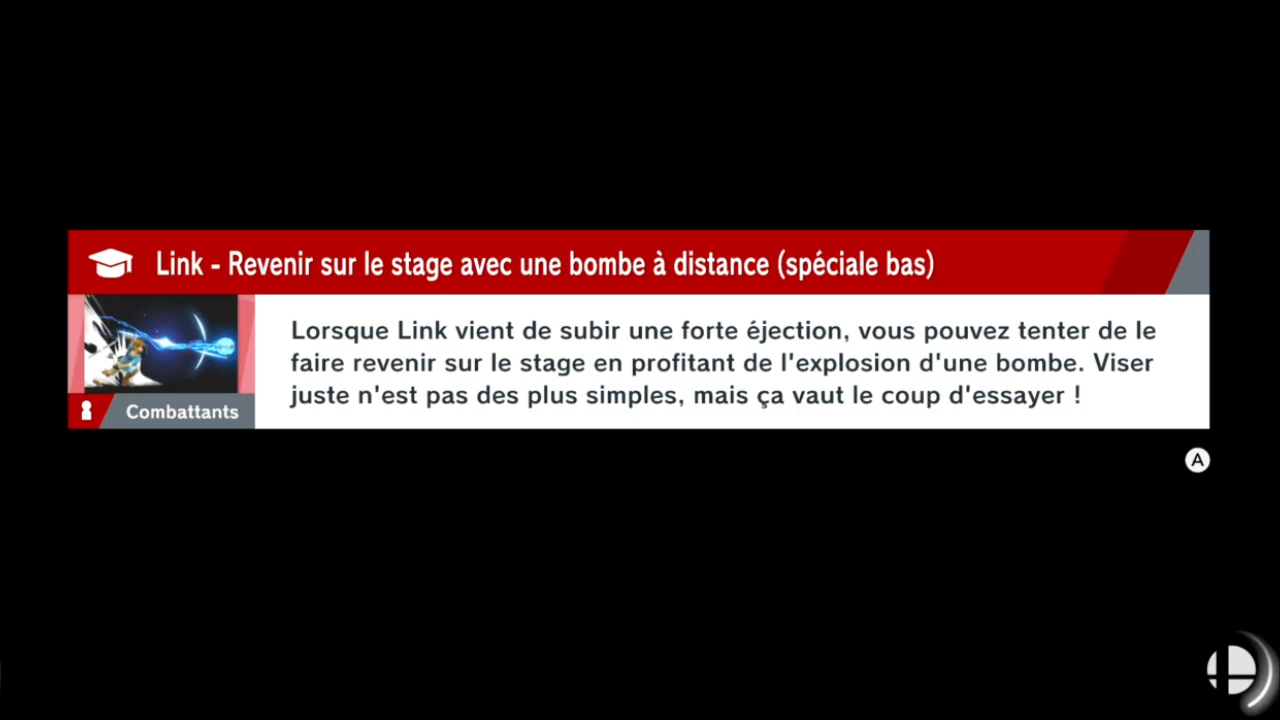 Link - Revenir sur le stage avec une bombe à distance (spéciale bas)
Lorsque Link vient de subir une forte éjection, vous pouvez tenter de le
faire revenir sur le stage en profitant de l'explosion d'une bombe. Viser
juste n'est pas des plus simples, mais ça vaut le coup d'essayer !
Combattants
A